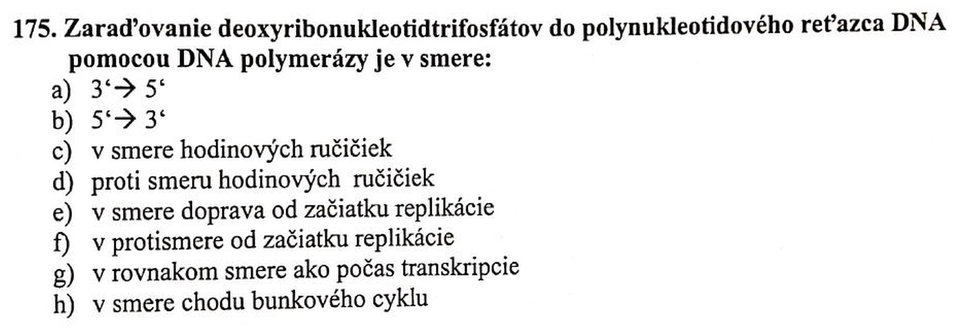 175. Zaraďovanie deoxyribonukleotidtrifosfátov do polynukleotidového reťazca DNA
pomocou DNA polymerázy je v smere:
a) 3‘→ 5‘
b) 5‘→ 3‘
c) v smere hodinových ručičiek
d) proti smeru hodinových ručičiek
e) v smere doprava od začiatku replikácie
f) v protismere od začiatku replikácie
g) v rovnakom smere ako počas transkripcie
h) v smere chodu bunkového cyklu